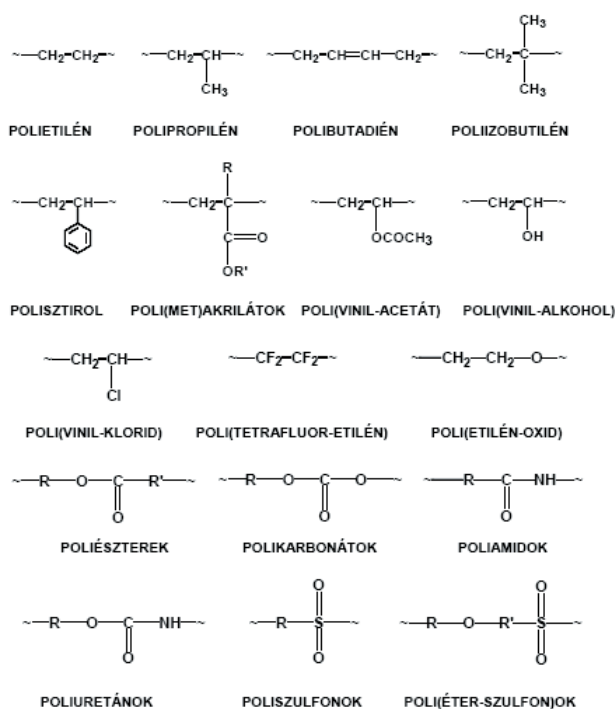 ~—CH₂—CH₂—~ ~—CH₂—CH—~ ~—CH₂—CH=CH—CH₂—~ ~—CH₂—C—~
CH₃ CH₃ CH₃
POLIETILÉN POLIPROPILÉN POLIBUTADIÉN POLIIZOBUTILÉN
R
~—CH₂—CH—~ ~—CH₂—C—~ ~—CH₂—CH—~ ~—CH₂—CH—~
C=O OCOCH₃ OH
OR'
POLISZTIROL POLI(MET)AKRILÁTOK POLI(VINIL-ACETÁT) POLI(VINIL-ALKOHOL)
~—CH₂—CH—~ ~—CF₂—CF₂—~ ~—CH₂—CH₂—O—~
Cl
POLI(VINIL-KLORID) POLI(TETRAFLUOR-ETILÉN) POLI(ETILÉN-OXID)
~—R—O—C—R'—~ ~—R—O—C—O—~ ~—R—C—NH—~
O O O
POLIÉSZTEREK POLIKARBONÁTOK POLIAMIDOK
O O
~—R—O—C—NH—~ ~—R—S—~ ~—R—O—R'—S—~
O O O
POLIURETÁNOK POLISZULFONOK POLI(ÉTER-SZULFON)OK